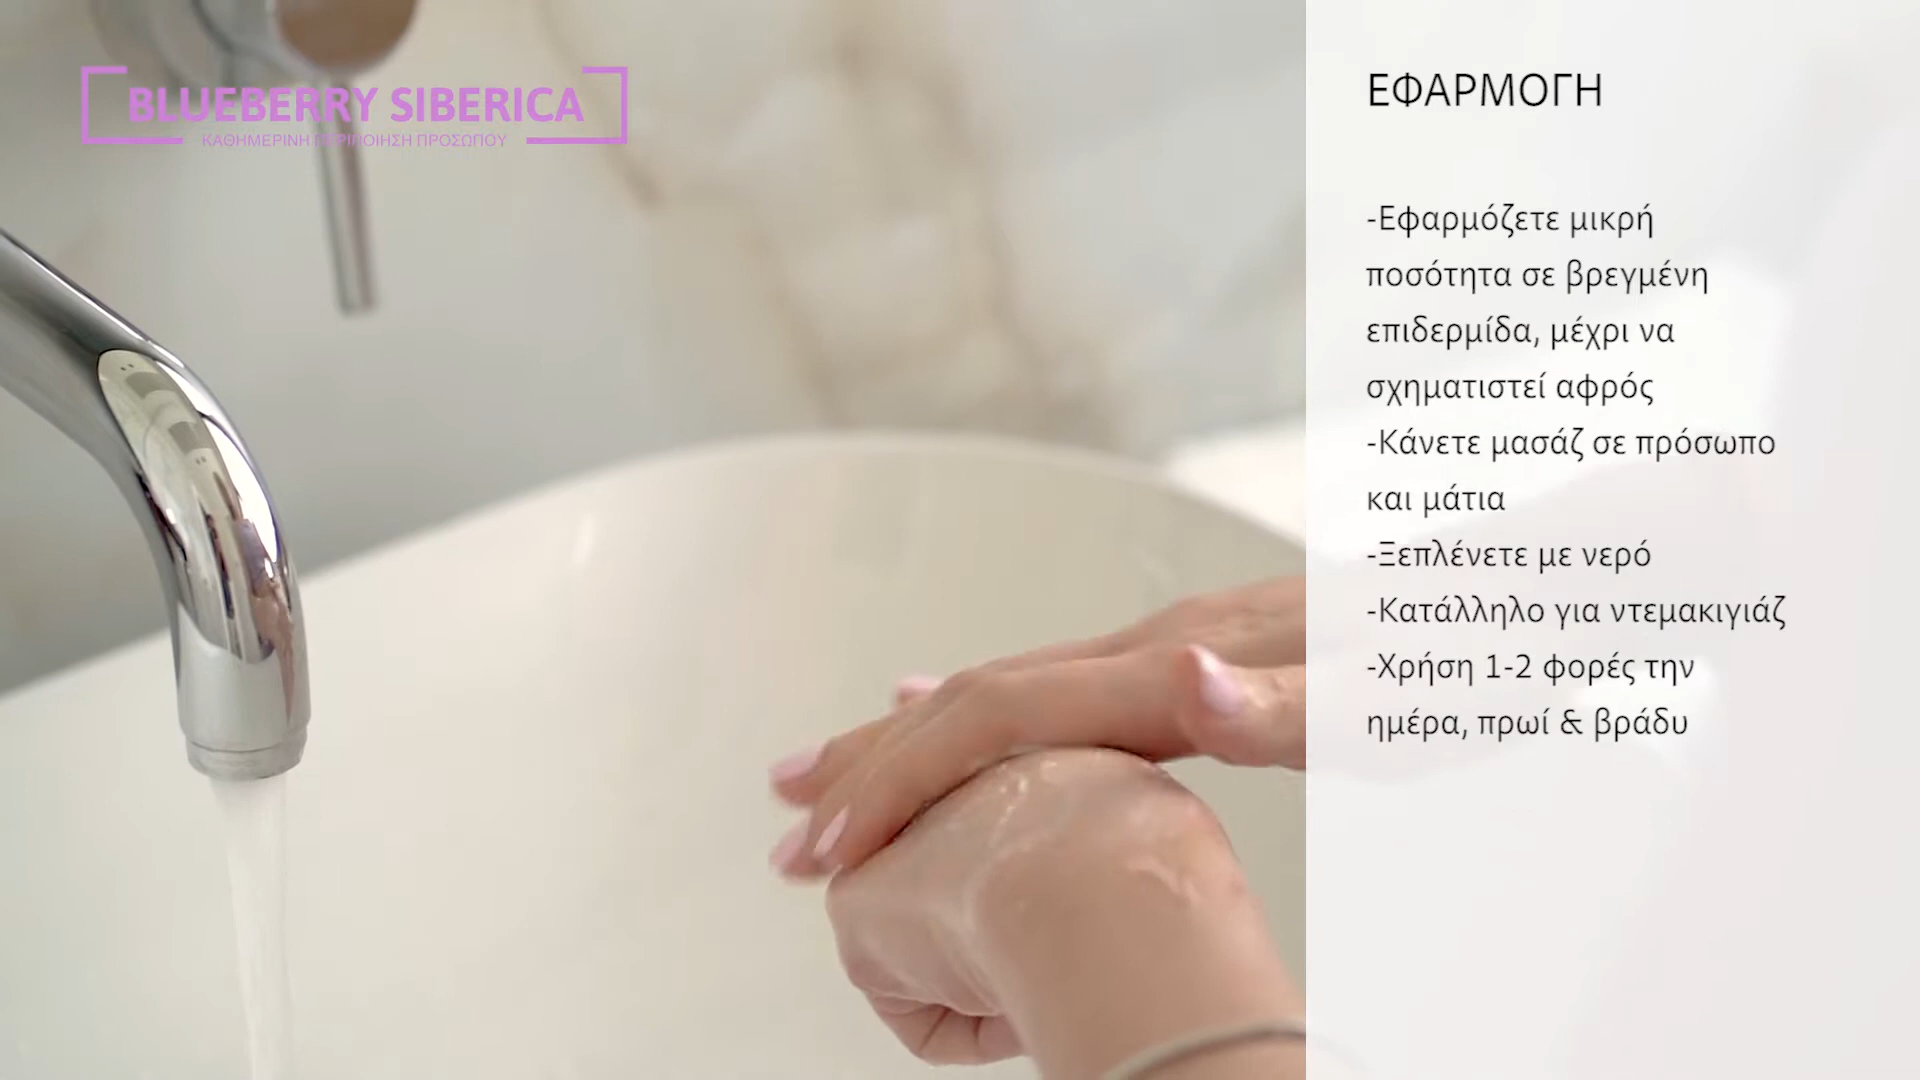 BLUEBERRY SIBERICA
ΚΑΘΗΜΕΡΙΝΗ ΠΕΡΙΠΟΙΗΣΗ ΠΡΟΣΩΠΟΥ
ΕΦΑΡΜΟΓΗ
-Εφαρμόζετε μικρή
ποσότητα σε βρεγμένη
επιδερμίδα, μέχρι να
σχηματιστεί αφρός
-Κάνετε μασάζ σε πρόσωπο
και μάτια
-Ξεπλένετε με νερό
-Κατάλληλο για ντεμακιγιάζ
-Χρήση 1-2 φορές την
ημέρα, πρωί & βράδυ